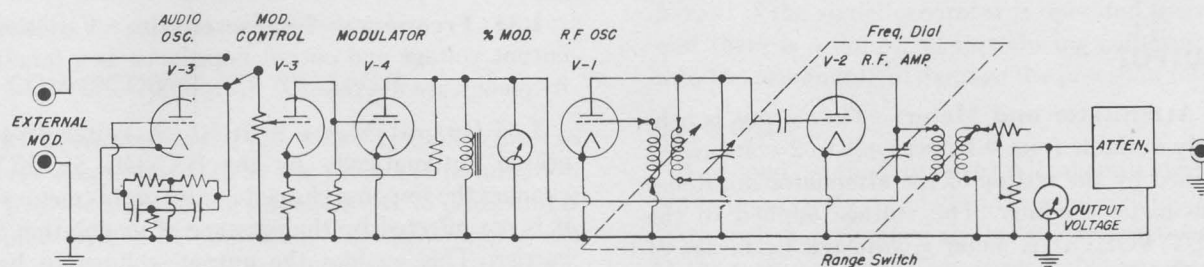 AUDIO
OSC.
V-3
MOD.
CONTROL
V-3
MODULATOR
V-4
% MOD.
R.F OSC
V-1
Freq. Dial
V-2 R.F. AMP.
EXTERNAL
MOD.
ATTEN.
OUTPUT
VOLTAGE
Range Switch